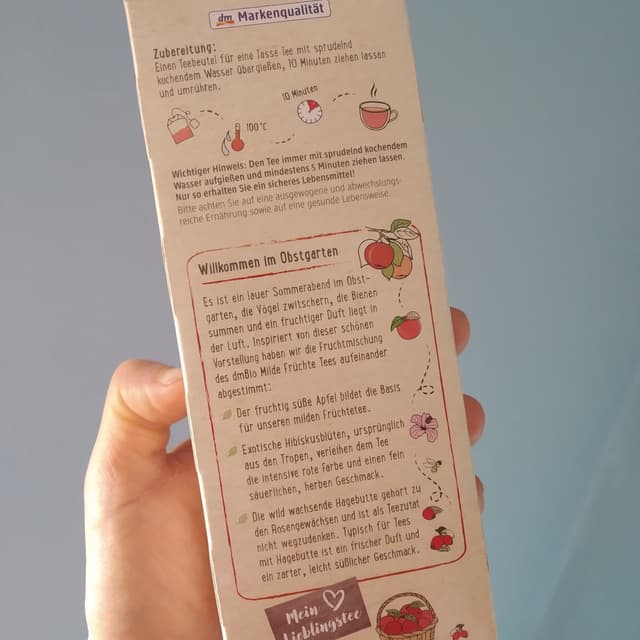 dm Markenqualität
Zubereitung:
Einen Teebeutel für eine Tasse Tee mit sprudelnd
kochendem Wasser übergießen, 10 Minuten ziehen lassen
und umrühren.
10 Minuten
100 °C
Wichtiger Hinweis: Den Tee immer mit sprudelnd kochendem
Wasser aufgießen und mindestens 5 Minuten ziehen lassen.
Nur so erhalten Sie ein sicheres Lebensmittel!
Bitte achten Sie auf eine ausgewogene und abwechslungs-
reiche Ernährung sowie auf eine gesunde Lebensweise.
Willkommen im Obstgarten
Es ist ein lauer Sommerabend im Obst-
garten, die Vögel zwitschern, die Bienen
summen und ein fruchtiger Duft liegt in
der Luft. Inspiriert von dieser schönen
Vorstellung haben wir die Fruchtmischung
des dmBio Milde Früchte Tees aufeinander
abgestimmt:
Der fruchtig süße Apfel bildet die Basis
für unseren milden Früchtetee.
Exotische Hibiskusblüten, ursprünglich
aus den Tropen, verleihen dem Tee
die intensive rote Farbe und einen fein
säuerlichen, herben Geschmack.
Die wild wachsende Hagebutte gehört zu
den Rosengewächsen und ist als Teezutat
nicht wegzudenken. Typisch für Tees
mit Hagebutte ist ein frischer Duft und
ein zarter, leicht süßlicher Geschmack.
Mein
Lieblingstee